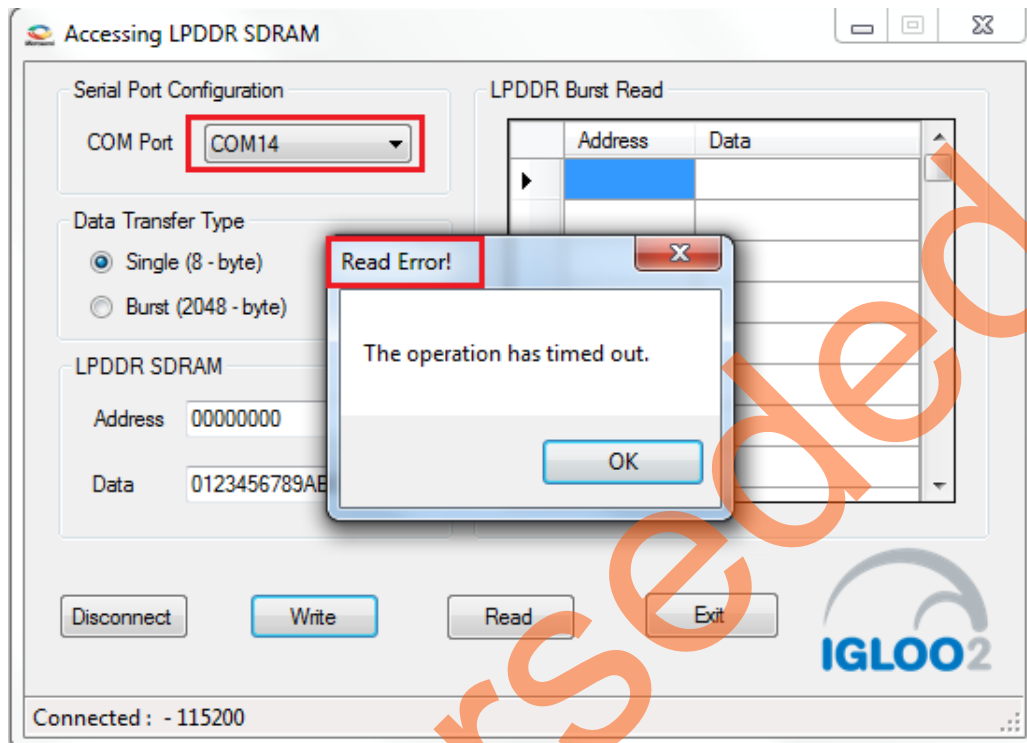 Accessing LPDDR SDRAM
Serial Port Configuration
COM Port
COM14
LPDDR Burst Read
Address Data
Data Transfer Type
Single (8 - byte)
Burst (2048 - byte)
Read Error!
The operation has timed out.
OK
LPDDR SDRAM
Address 00000000
Data 0123456789AB
Disconnect Write Read Exit
IGLOO2
Connected : - 115200
rseded